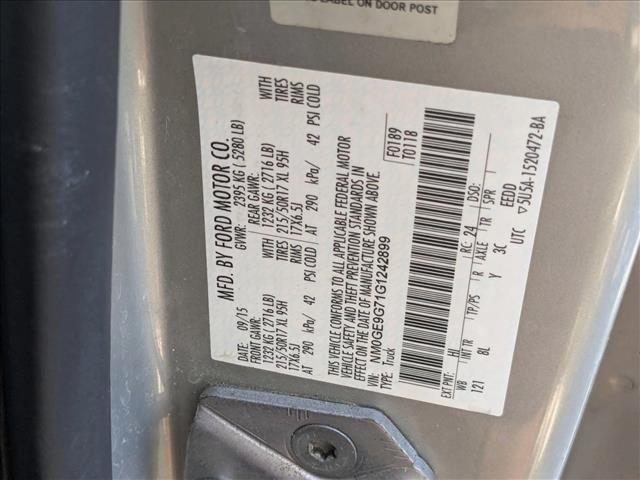 LABEL ON DOOR POST
MFD. BY FORD MOTOR CO.
DATE: 09/15 GVWR: 2395 KG ( 5280 LB)
FRONT GAWR: REAR GAWR:
1232 KG ( 2716 LB) WITH 1232 KG ( 2716 LB) WITH
215/50R17 XL 95H TIRES 215/50R17 XL 95H TIRES
17X6.5J RIMS 17X6.5J RIMS
AT 290 kPa/ 42 PSI COLD AT 290 kPa/ 42 PSI COLD
THIS VEHICLE CONFORMS TO ALL APPLICABLE FEDERAL MOTOR
VEHICLE SAFETY AND THEFT PREVENTION STANDARDS IN
EFFECT ON THE DATE OF MANUFACTURE SHOWN ABOVE.
F0189
T0118
VIN: NM0GE9G71G1242899
TYPE: Truck
EXT.PNT: HL RC: 24 DSO:
WB INT TR TP/PS R AXLE TR SPR
121 BL Y 3C I EEDD
UTC 5U5A-1520472-BA